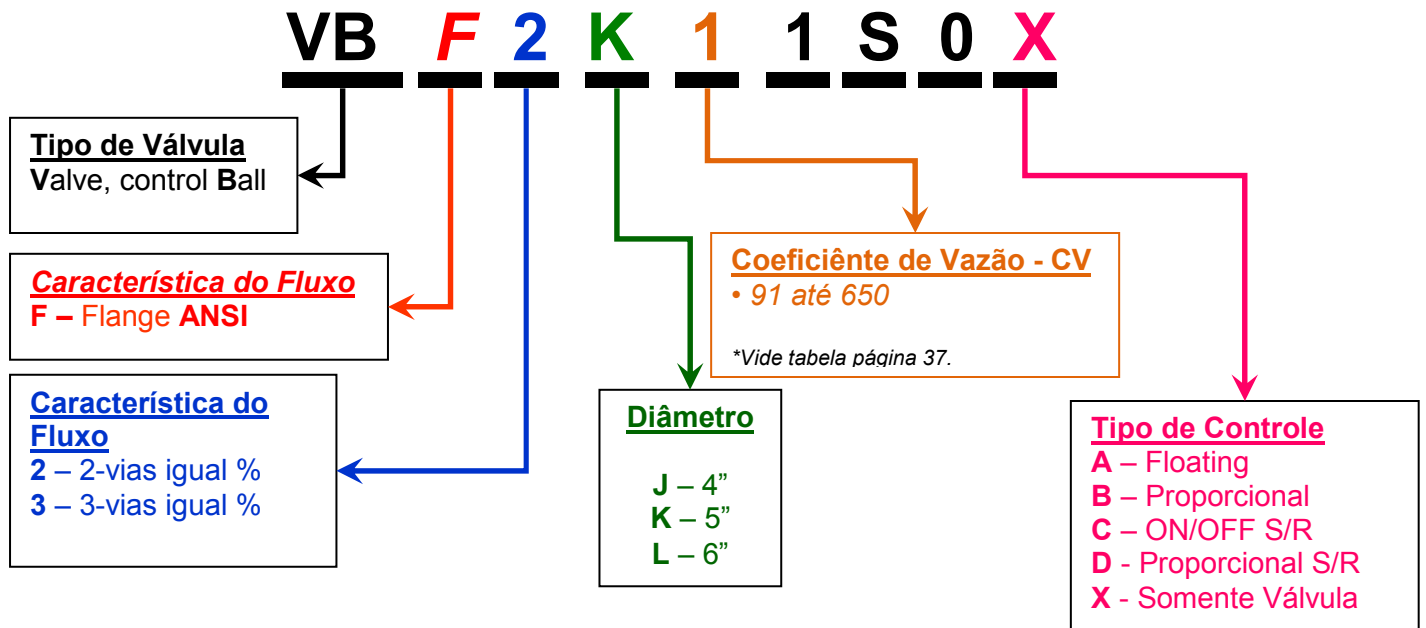 VB F 2 K 1 1 S 0 X
Tipo de Válvula
Valve, control Ball
Característica do Fluxo
F – Flange ANSI
Característica do
Fluxo
2 – 2-vias igual %
3 – 3-vias igual %
Diâmetro
J – 4”
K – 5”
L – 6”
Coeficiênte de Vazão - CV
• 91 até 650
*Vide tabela página 37.
Tipo de Controle
A – Floating
B – Proporcional
C – ON/OFF S/R
D - Proporcional S/R
X - Somente Válvula